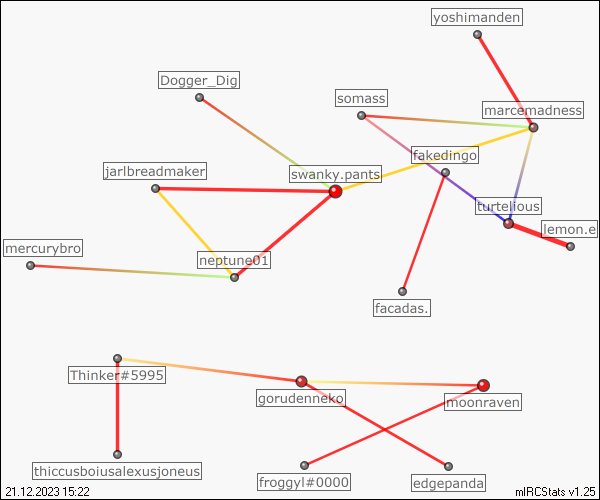 yoshimanden
Dogger_Dig
somass
marcemadness
fakedingo
jarlbreadmaker
swanky.pants
turtelious
lemon.e
mercurybro
neptune01
facadas.
Thinker#5995
gorudenneko
moonraven
thiccusboiusalexusjoneus
froggyl#0000
edgepanda
21.12.2023 15:22
mIRCStats v1.25